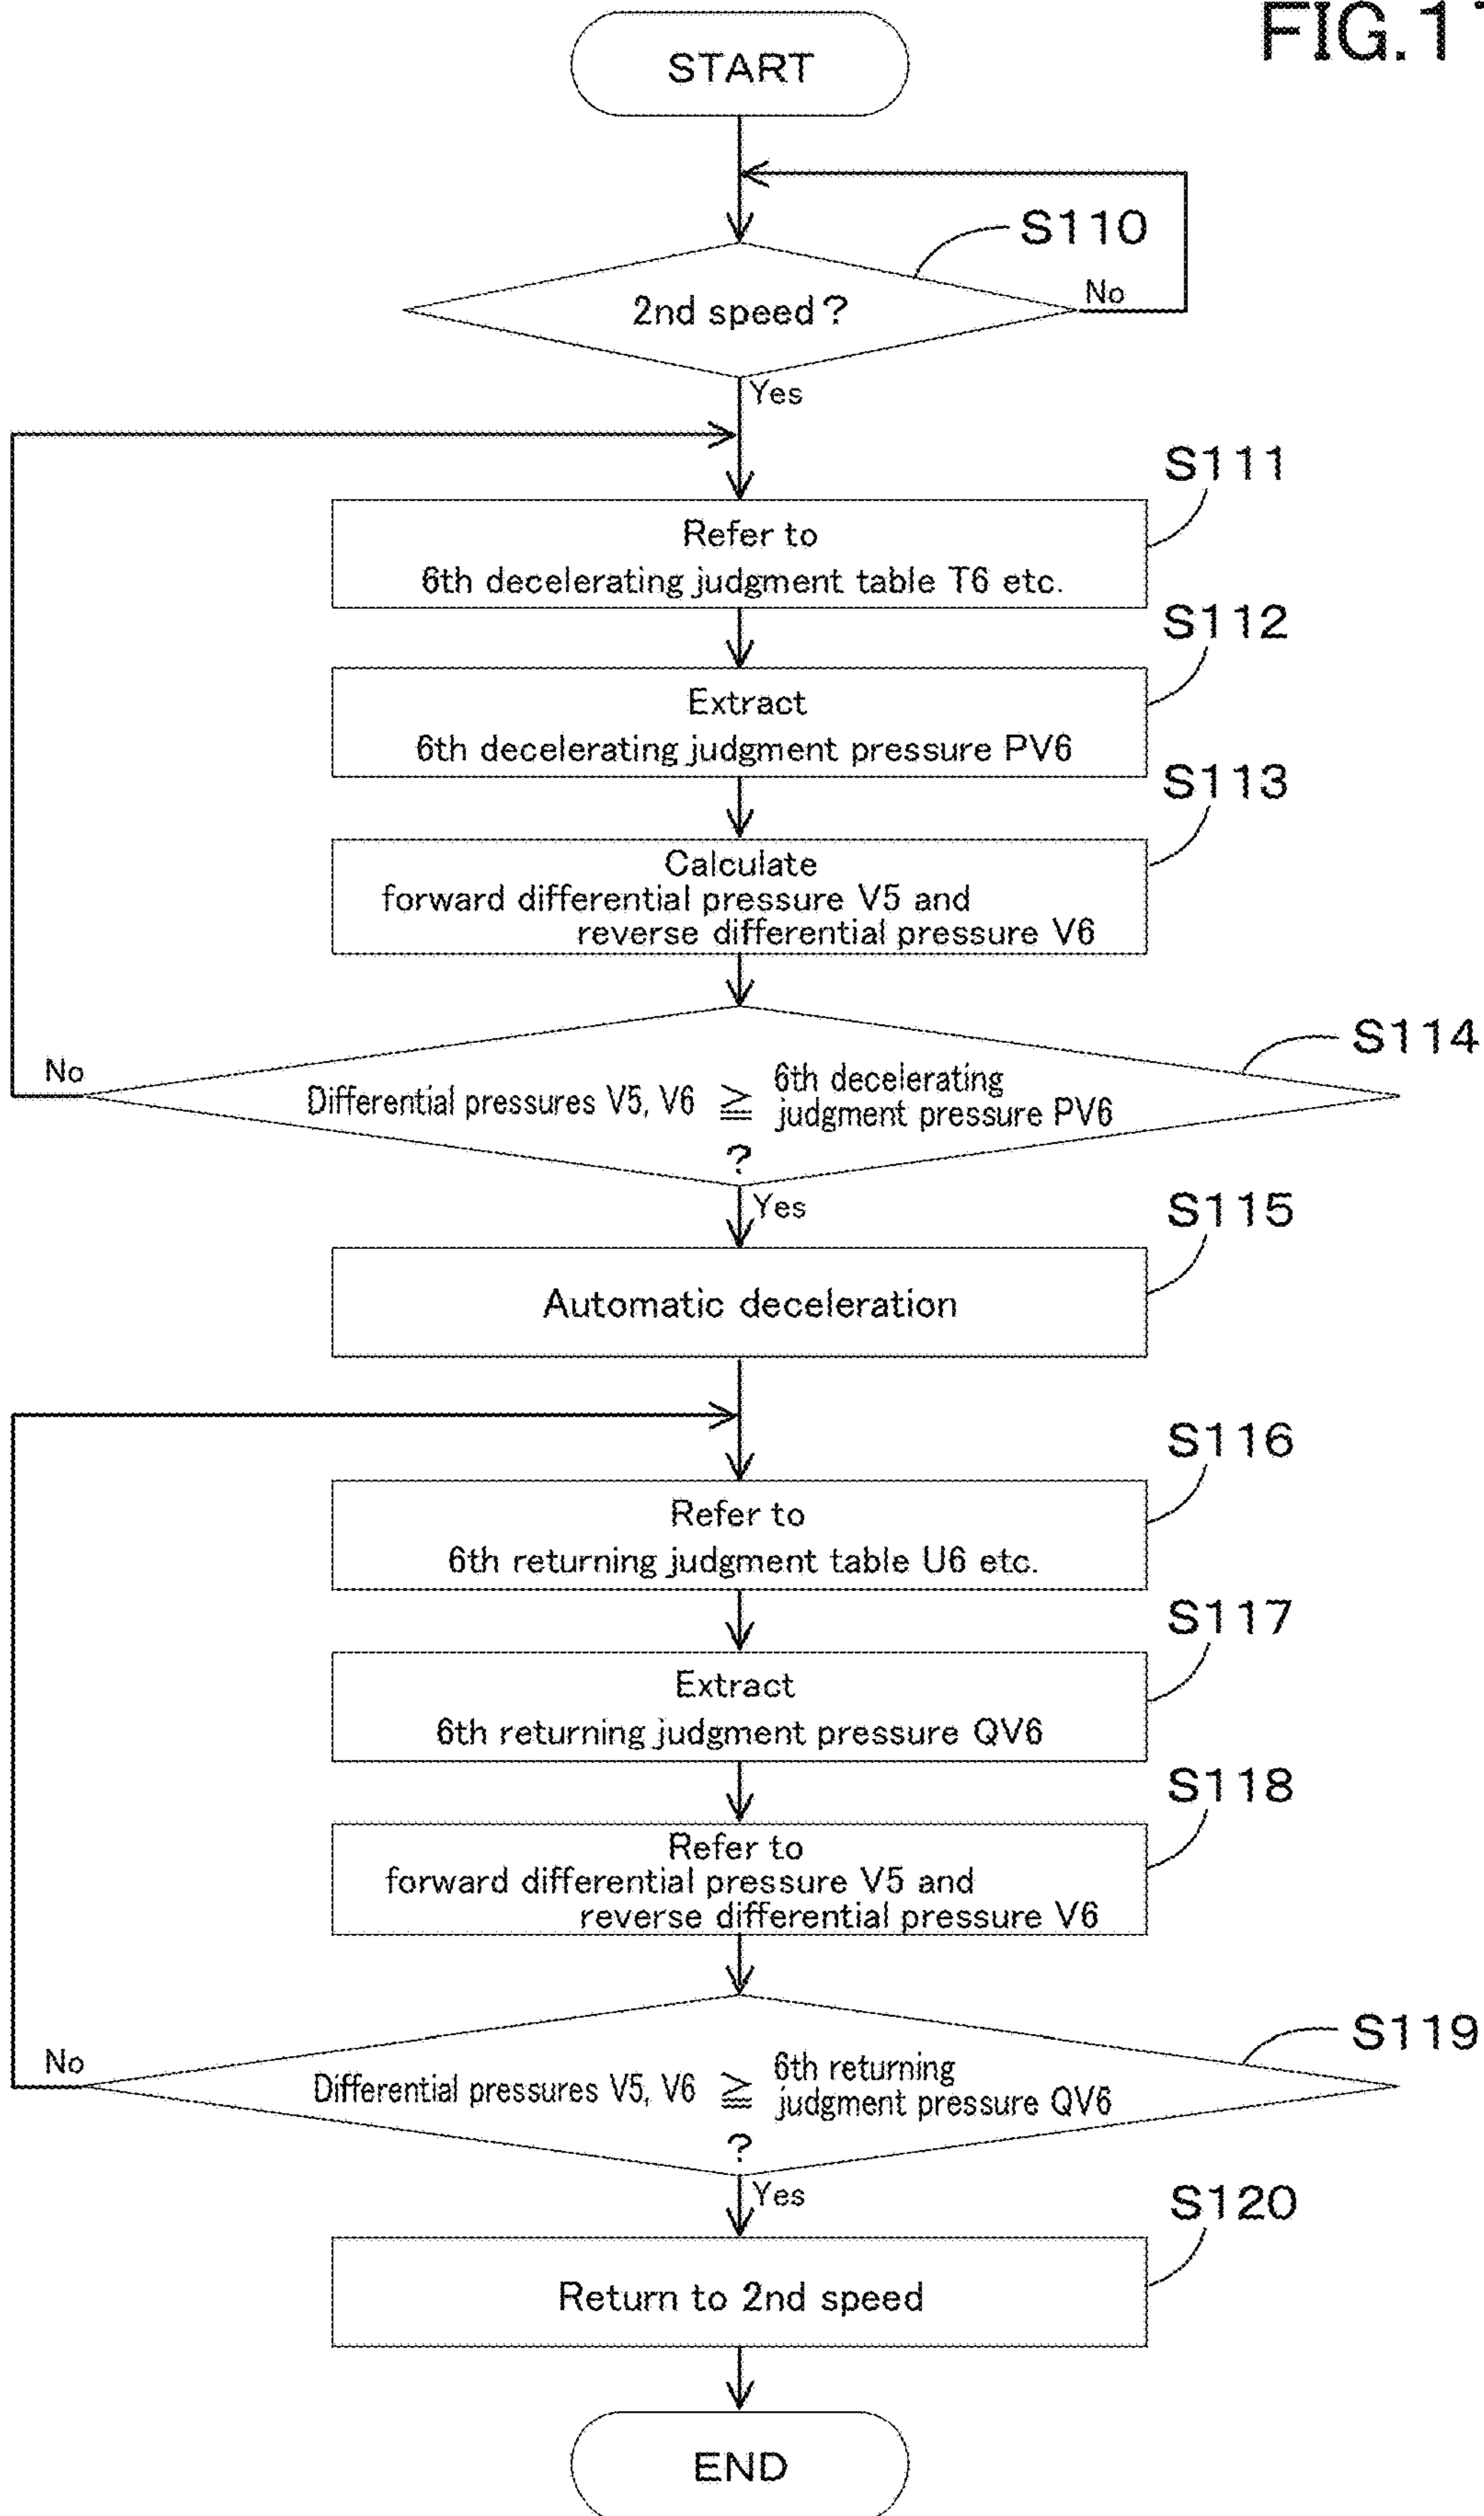 FIG.1
START
S110
2nd speed?
No
Yes
S111
Refer to
6th decelerating judgment table T6 etc.
S112
Extract
6th decelerating judgment pressure PV6
S113
Calculate
forward differential pressure V5 and
reverse differential pressure V6
S114
No
Differential pressures V5, V6 ≧ 6th decelerating
judgment pressure PV6
?
Yes
S115
Automatic deceleration
S116
Refer to
6th returning judgment table U6 etc.
S117
Extract
6th returning judgment pressure QV6
S118
Refer to
forward differential pressure V5 and
reverse differential pressure V6
S119
No
Differential pressures V5, V6 ≧ 6th returning
judgment pressure QV6
?
Yes
S120
Return to 2nd speed
END